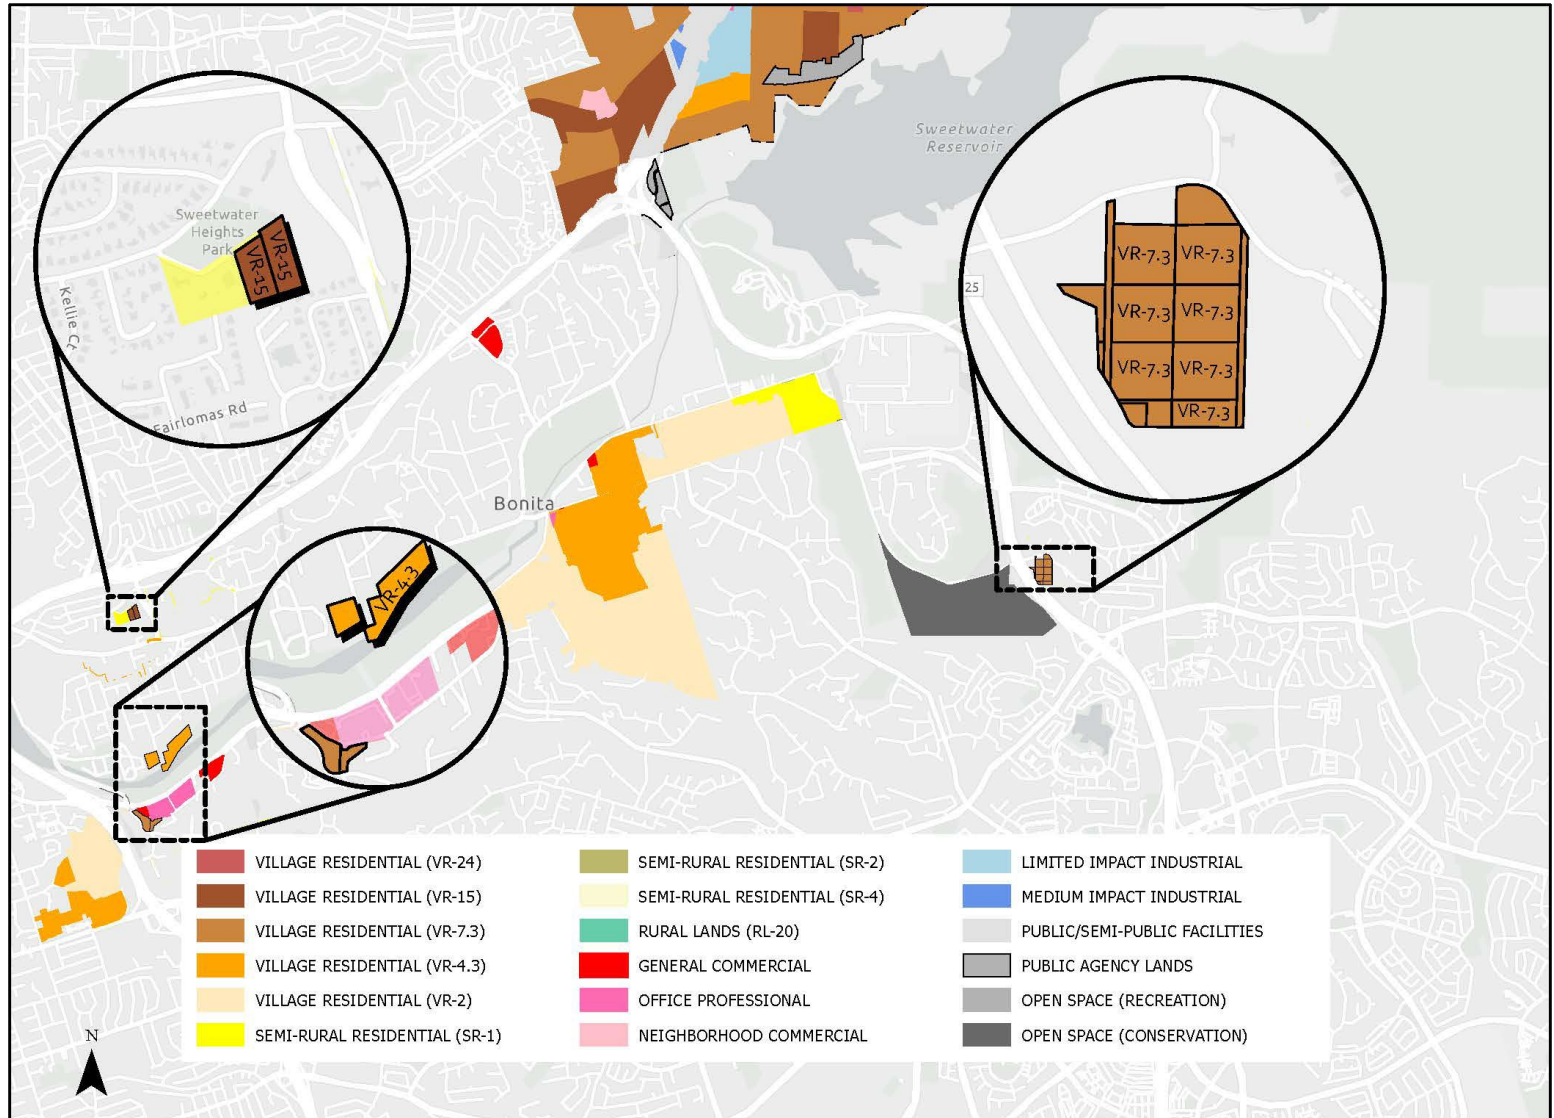 Sweetwater
Reservoir
Sweetwater
Heights
Park
VR-15
VR-15
Kellie Ct
Fairlomas Rd
25
VR-7.3
VR-7.3
VR-7.3
VR-7.3
VR-7.3
VR-7.3
VR-7.3
Bonita
VR-4.3
VILLAGE RESIDENTIAL (VR-24)
VILLAGE RESIDENTIAL (VR-15)
VILLAGE RESIDENTIAL (VR-7.3)
VILLAGE RESIDENTIAL (VR-4.3)
VILLAGE RESIDENTIAL (VR-2)
SEMI-RURAL RESIDENTIAL (SR-1)
SEMI-RURAL RESIDENTIAL (SR-2)
SEMI-RURAL RESIDENTIAL (SR-4)
RURAL LANDS (RL-20)
GENERAL COMMERCIAL
OFFICE PROFESSIONAL
NEIGHBORHOOD COMMERCIAL
LIMITED IMPACT INDUSTRIAL
MEDIUM IMPACT INDUSTRIAL
PUBLIC/SEMI-PUBLIC FACILITIES
PUBLIC AGENCY LANDS
OPEN SPACE (RECREATION)
OPEN SPACE (CONSERVATION)
N